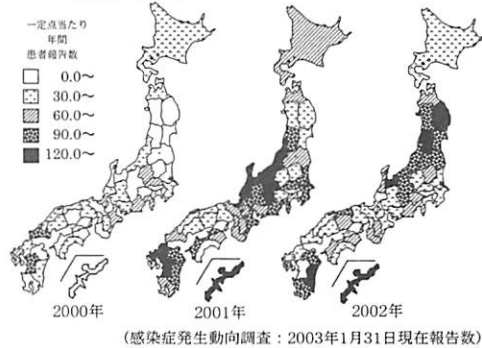 一定点当たり
年間
患者報告数
0.0〜
30.0〜
60.0〜
90.0〜
120.0〜
2000年
2001年
2002年
(感染症発生動向調査：2003年1月31日現在報告数)